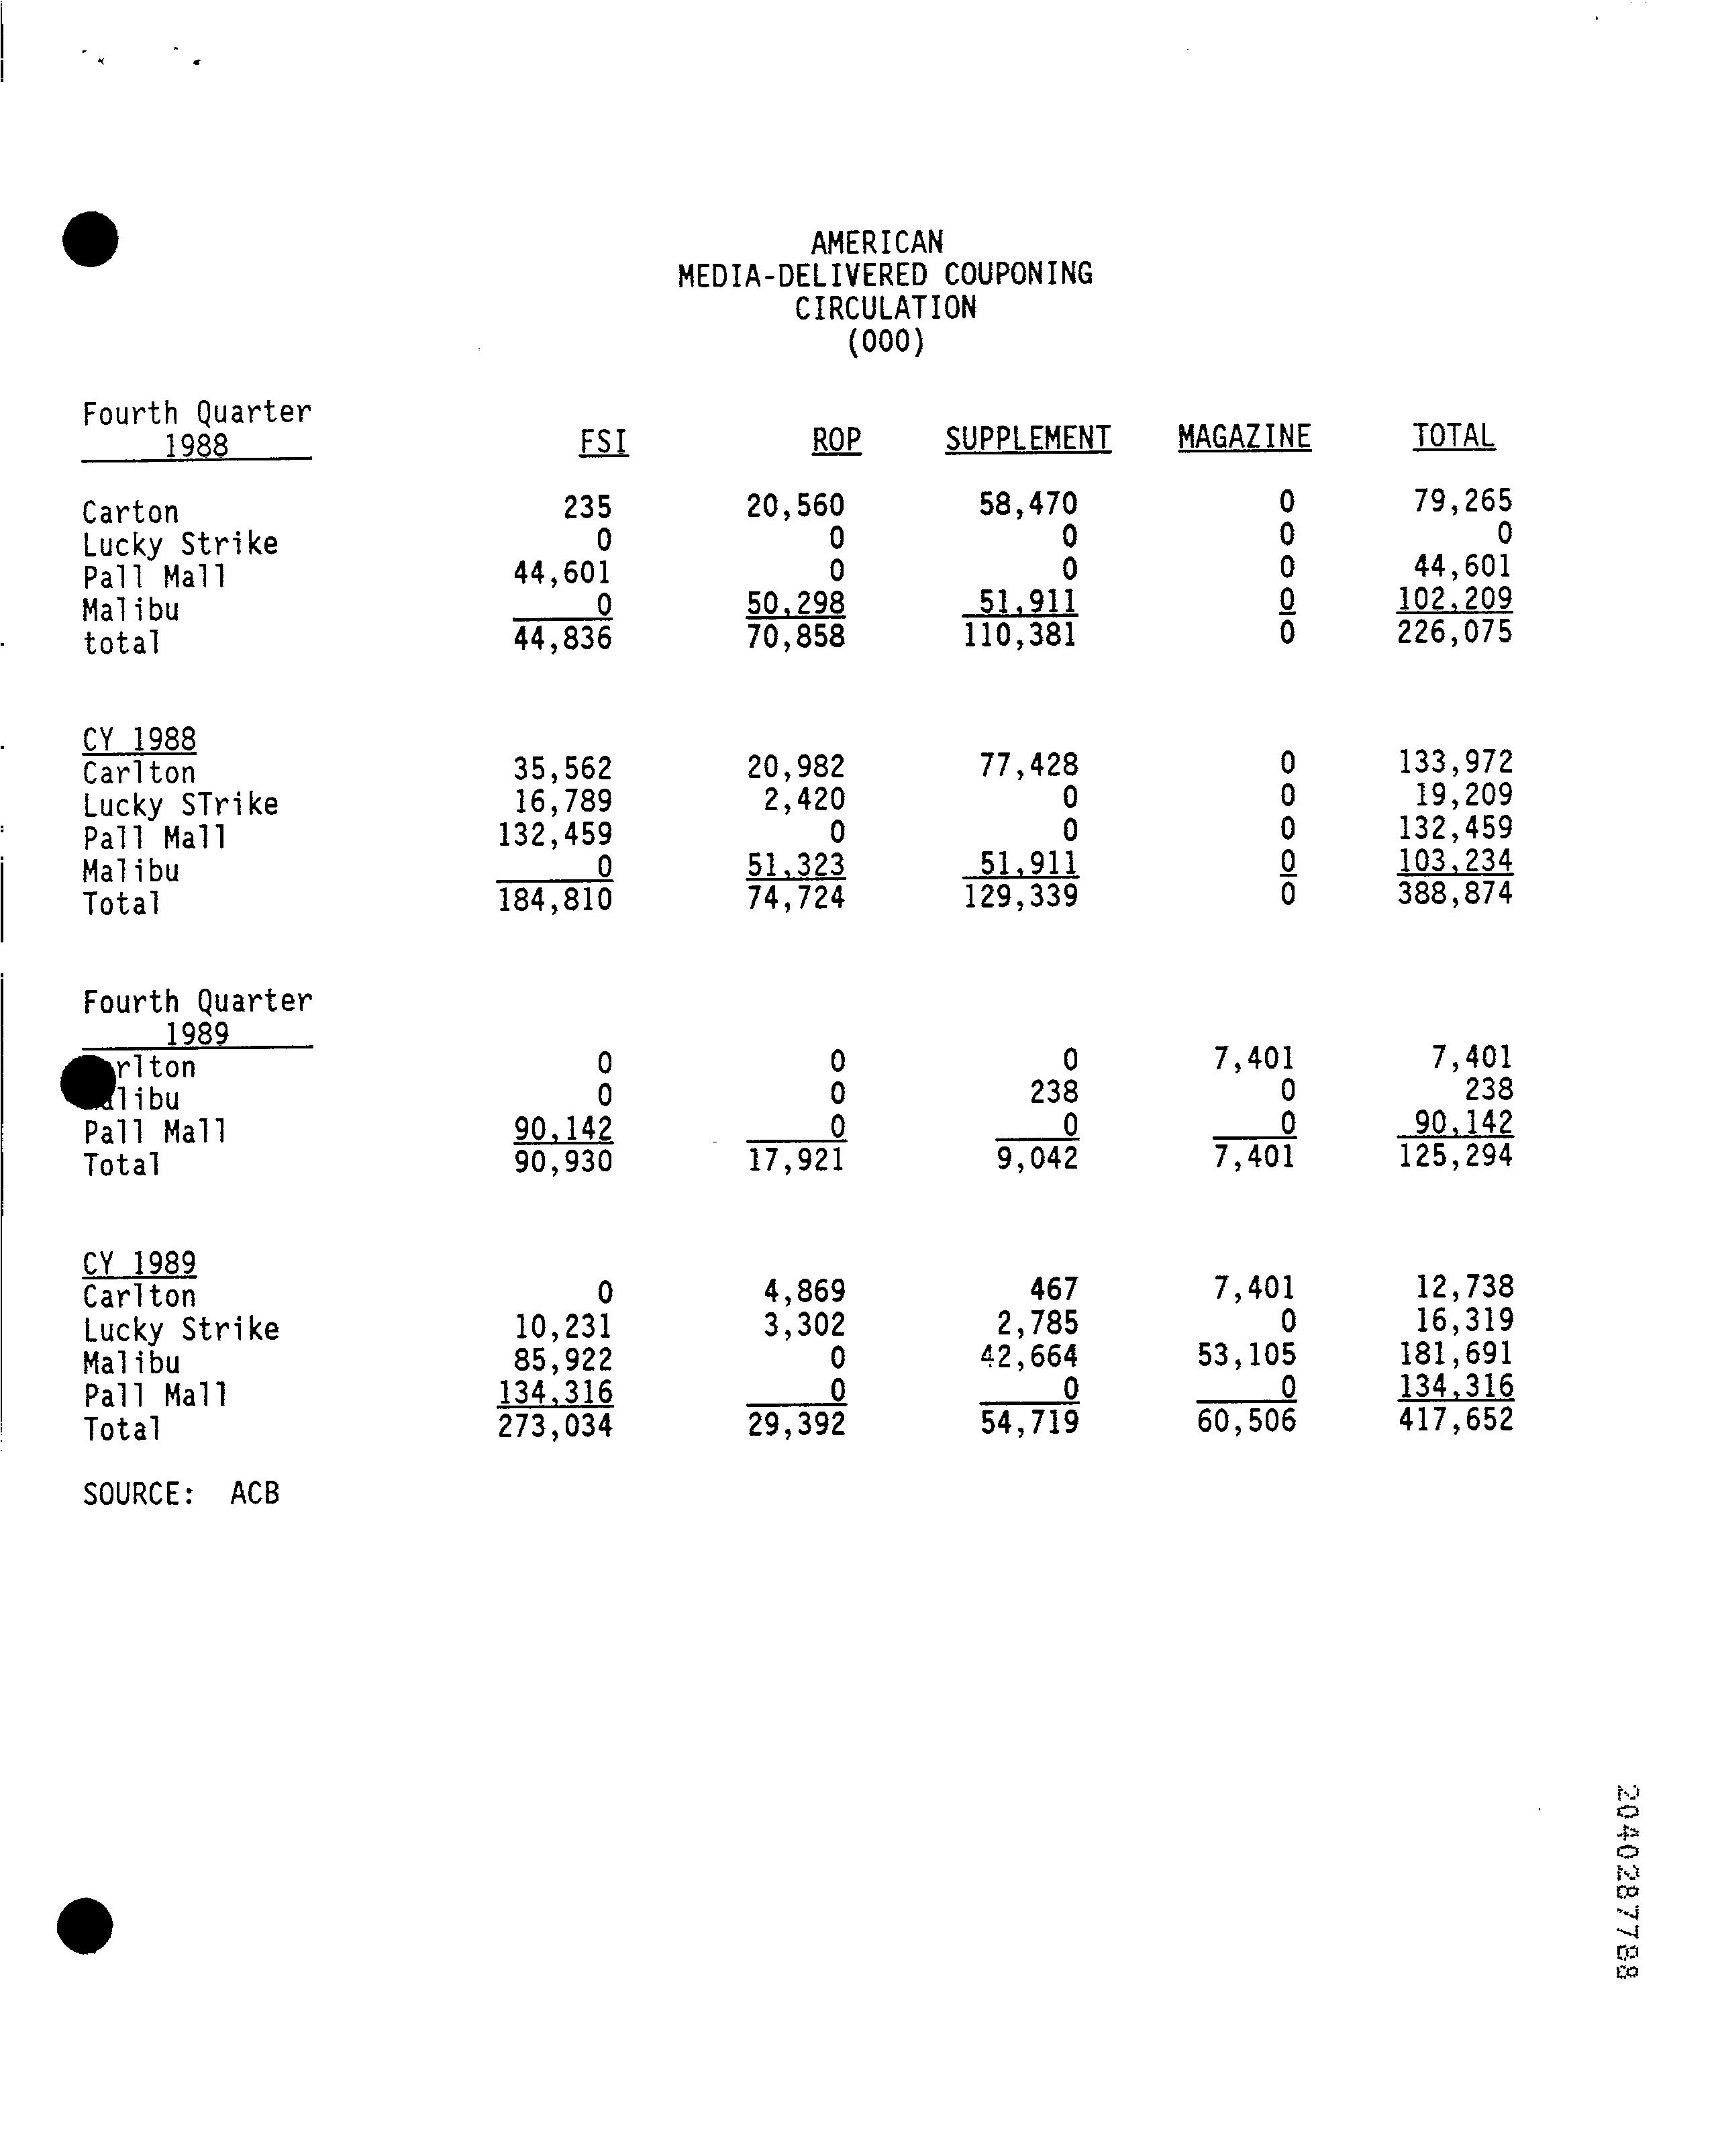 AMERICAN
MEDIA-DELIVERED COUPONING
CIRCULATION
(000)
Fourth Quarter
1988 FSI ROP SUPPLEMENT MAGAZINE TOTAL
Carton 235 20,560 58,470 0 79,265
Lucky Strike 0 0 0 0 0
Pall Mall 44,601 0 0 0 44,601
Malibu 0 50,298 51,911 0 102,209
total 44,836 70,858 110,381 0 226,075
CY 1988
Carlton 35,562 20,982 77,428 0 133,972
Lucky STrike 16,789 2,420 0 0 19,209
Pall Mall 132,459 0 0 0 132,459
Malibu 0 51,323 51,911 0 103,234
Total 184,810 74,724 129,339 0 388,874
Fourth Quarter
1989
rlton 0 0 0 7,401 7,401
libu 0 0 238 0 238
Pall Mall 90,142 0 0 0 90,142
Total 90,930 17,921 9,042 7,401 125,294
CY 1989
Carlton 0 4,869 467 7,401 12,738
Lucky Strike 10,231 3,302 2,785 0 16,319
Malibu 85,922 0 42,664 53,105 181,691
Pall Mall 134,316 0 0 0 134,316
Total 273,034 29,392 54,719 60,506 417,652
SOURCE: ACB
2040287788